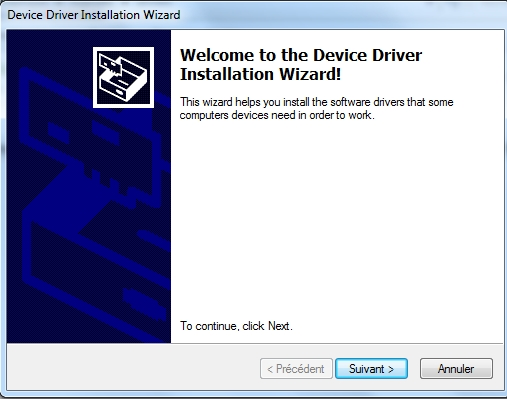 Device Driver Installation Wizard
Welcome to the Device Driver
Installation Wizard!
This wizard helps you install the software drivers that some
computers devices need in order to work.
To continue, click Next.
< Précédent
Suivant >
Annuler